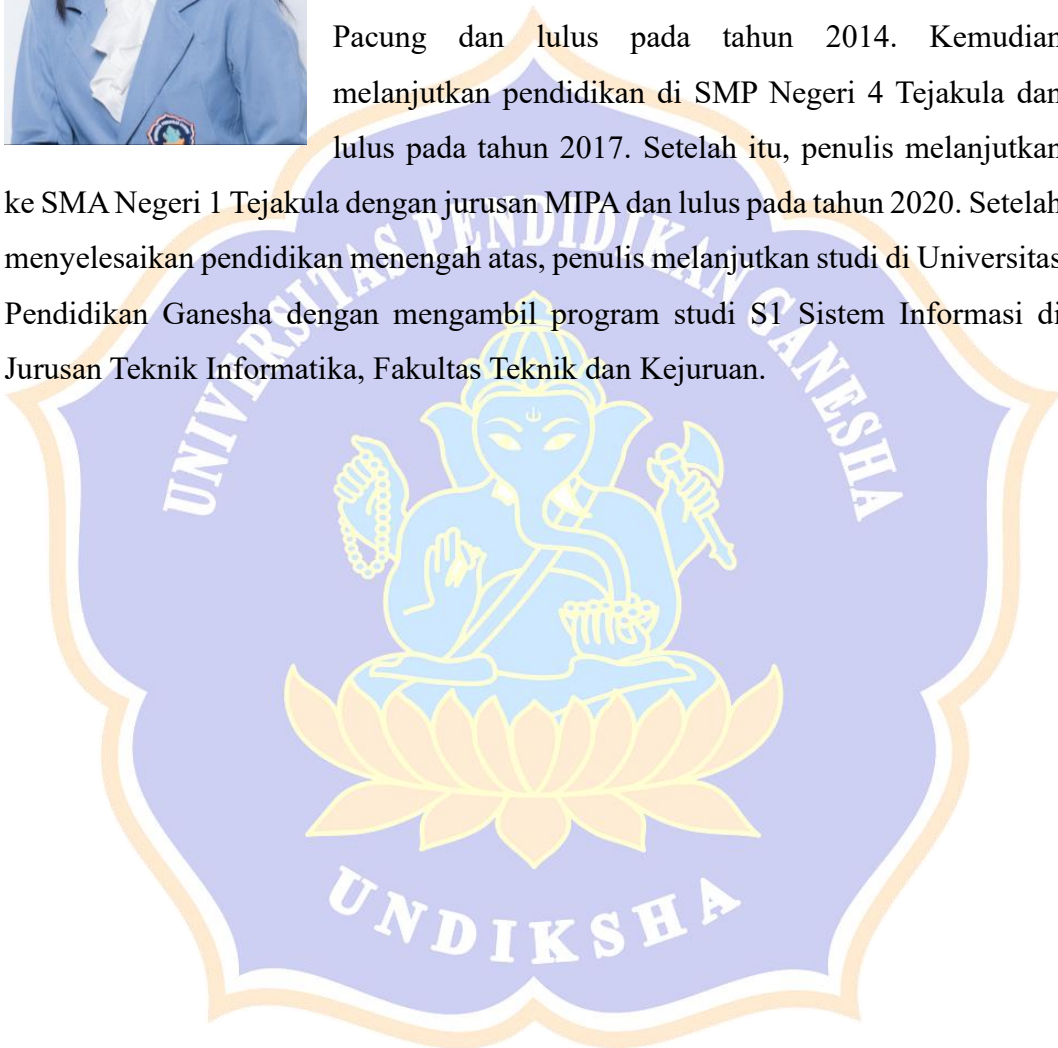 Pacung dan lulus pada tahun 2014. Kemudian
melanjutkan pendidikan di SMP Negeri 4 Tejakula dan
lulus pada tahun 2017. Setelah itu, penulis melanjutkan
ke SMA Negeri 1 Tejakula dengan jurusan MIPA dan lulus pada tahun 2020. Setelah
menyelesaikan pendidikan menengah atas, penulis melanjutkan studi di Universitas
Pendidikan Ganesha dengan mengambil program studi S1 Sistem Informasi di
Jurusan Teknik Informatika, Fakultas Teknik dan Kejuruan.
UNIVERSITAS PENDIDIKAN GANESHA
UNDIKSHA